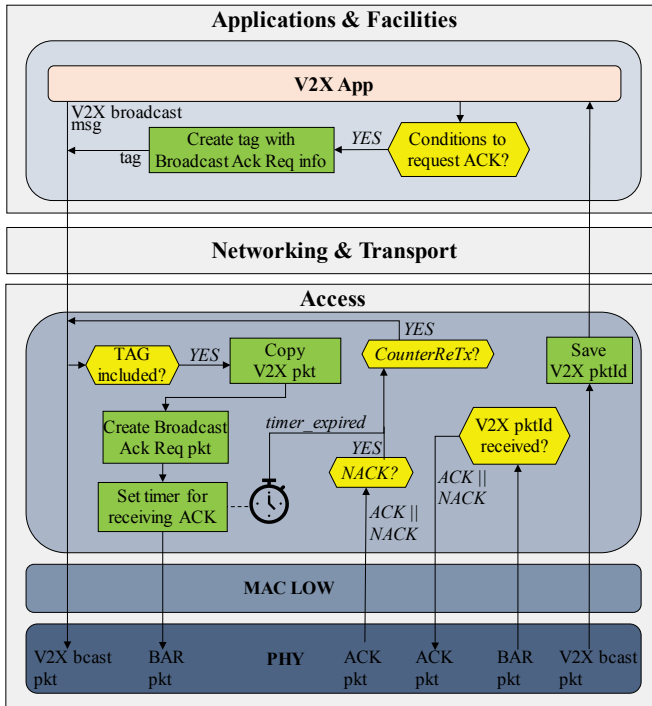 Applications & Facilities
V2X App
V2X broadcast
msg
tag
Create tag with
Broadcast Ack Req info
YES
Conditions to
request ACK?
Networking & Transport
Access
TAG
included?
YES
Copy
V2X pkt
YES
CounterReTx?
Save
V2X pktId
Create Broadcast
Ack Req pkt
timer_expired
YES
V2X pktId
received?
Set timer for
receiving ACK
NACK?
ACK ||
NACK
ACK ||
NACK
MAC LOW
V2X bcast
pkt
BAR
pkt
PHY
ACK
pkt
ACK
pkt
BAR
pkt
V2X bcast
pkt